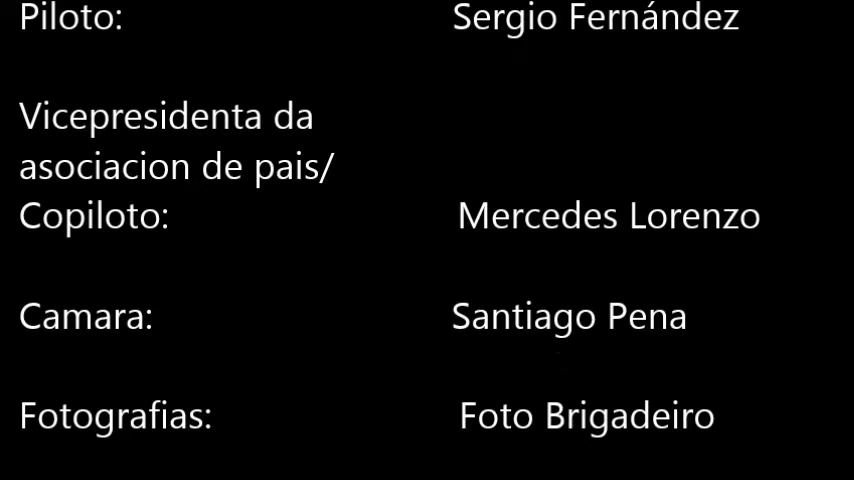 Piloto: Sergio Fernández
Vicepresidenta da
asociacion de pais/
Copiloto: Mercedes Lorenzo
Camara: Santiago Pena
Fotografias: Foto Brigadeiro